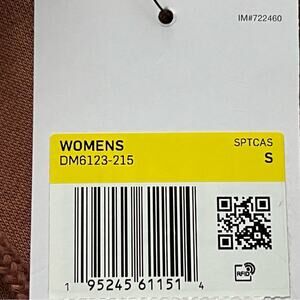 IM#722460
WOMENS SPTCAS
DM6123-215 S
1 95245 61151 4
RFID